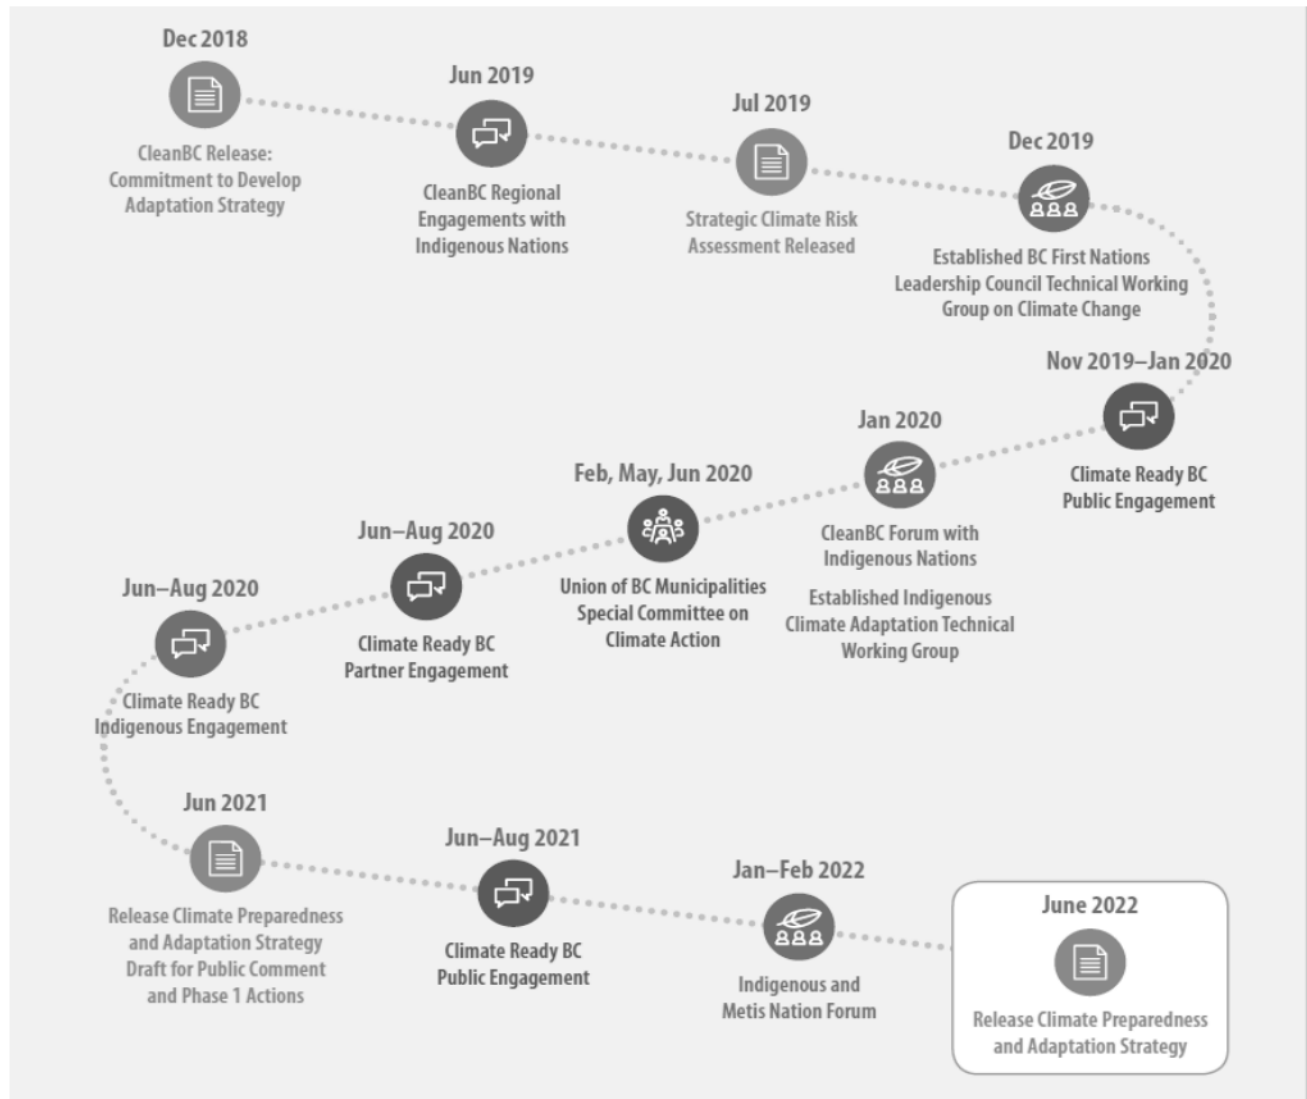 Dec 2018
CleanBC Release:
Commitment to Develop
Adaptation Strategy
Jun 2019
CleanBC Regional
Engagements with
Indigenous Nations
Jul 2019
Strategic Climate Risk
Assessment Released
Dec 2019
Established BC First Nations
Leadership Council Technical Working
Group on Climate Change
Nov 2019–Jan 2020
Climate Ready BC
Public Engagement
Jan 2020
CleanBC Forum with
Indigenous Nations
Established Indigenous
Climate Adaptation Technical
Working Group
Feb, May, Jun 2020
Union of BC Municipalities
Special Committee on
Climate Action
Jun–Aug 2020
Climate Ready BC
Partner Engagement
Jun–Aug 2020
Climate Ready BC
Indigenous Engagement
Jun 2021
Release Climate Preparedness
and Adaptation Strategy
Draft for Public Comment
and Phase 1 Actions
Jun–Aug 2021
Climate Ready BC
Public Engagement
Jan–Feb 2022
Indigenous and
Metis Nation Forum
June 2022
Release Climate Preparedness
and Adaptation Strategy